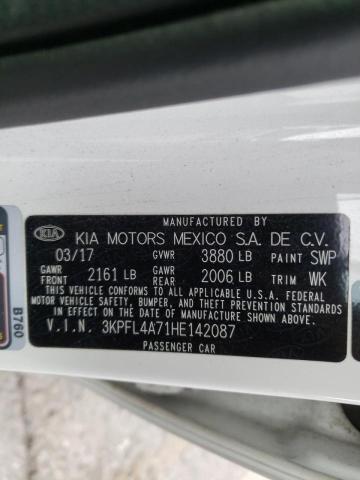 MANUFACTURED BY
KIA KIA MOTORS MEXICO S.A. DE C.V.
03/17 GVWR 3880 LB PAINT SWP
GAWR FRONT 2161 LB GAWR REAR 2006 LB TRIM WK
THIS VEHICLE CONFORMS TO ALL APPLICABLE U.S.A. FEDERAL
MOTOR VEHICLE SAFETY, BUMPER, AND THEFT PREVENTION
STANDARDS IN EFFECT ON THE DATE OF MANUFACTURE SHOWN ABOVE.
V.I.N. 3KPFL4A71HE142087
PASSENGER CAR
B760